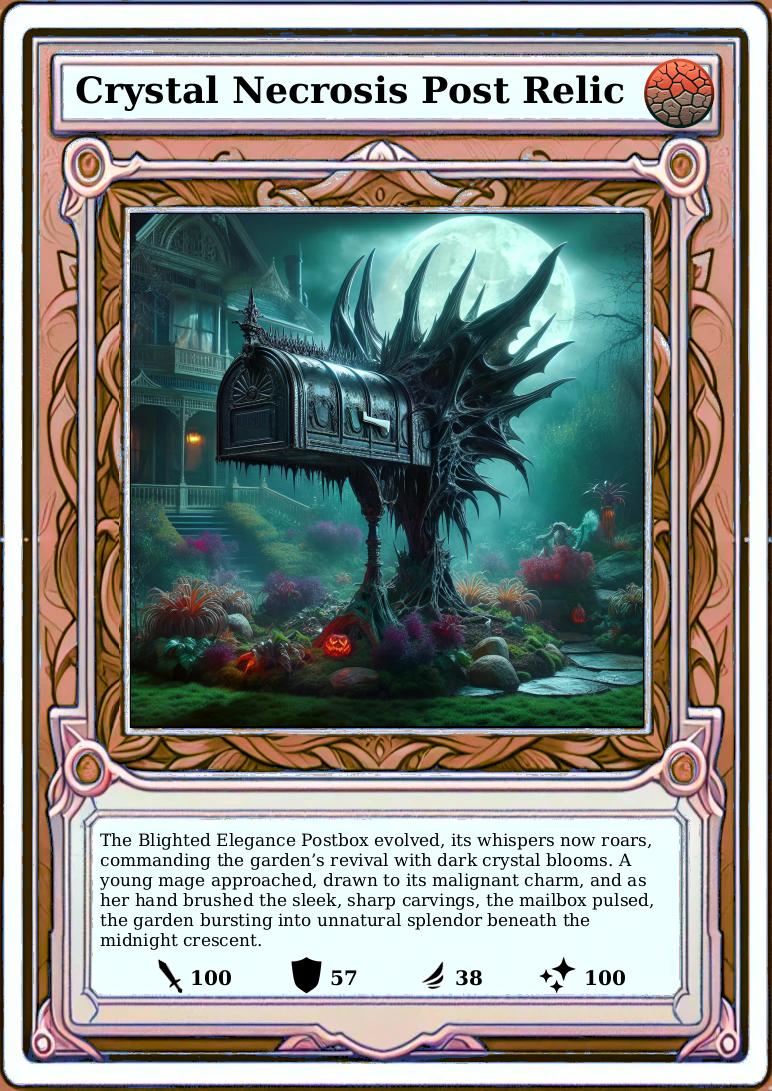 Crystal Necrosis Post Relic
The Blighted Elegance Postbox evolved, its whispers now roars,
commanding the garden’s revival with dark crystal blooms. A
young mage approached, drawn to its malignant charm, and as
her hand brushed the sleek, sharp carvings, the mailbox pulsed,
the garden bursting into unnatural splendor beneath the
midnight crescent.
100 57 38 100